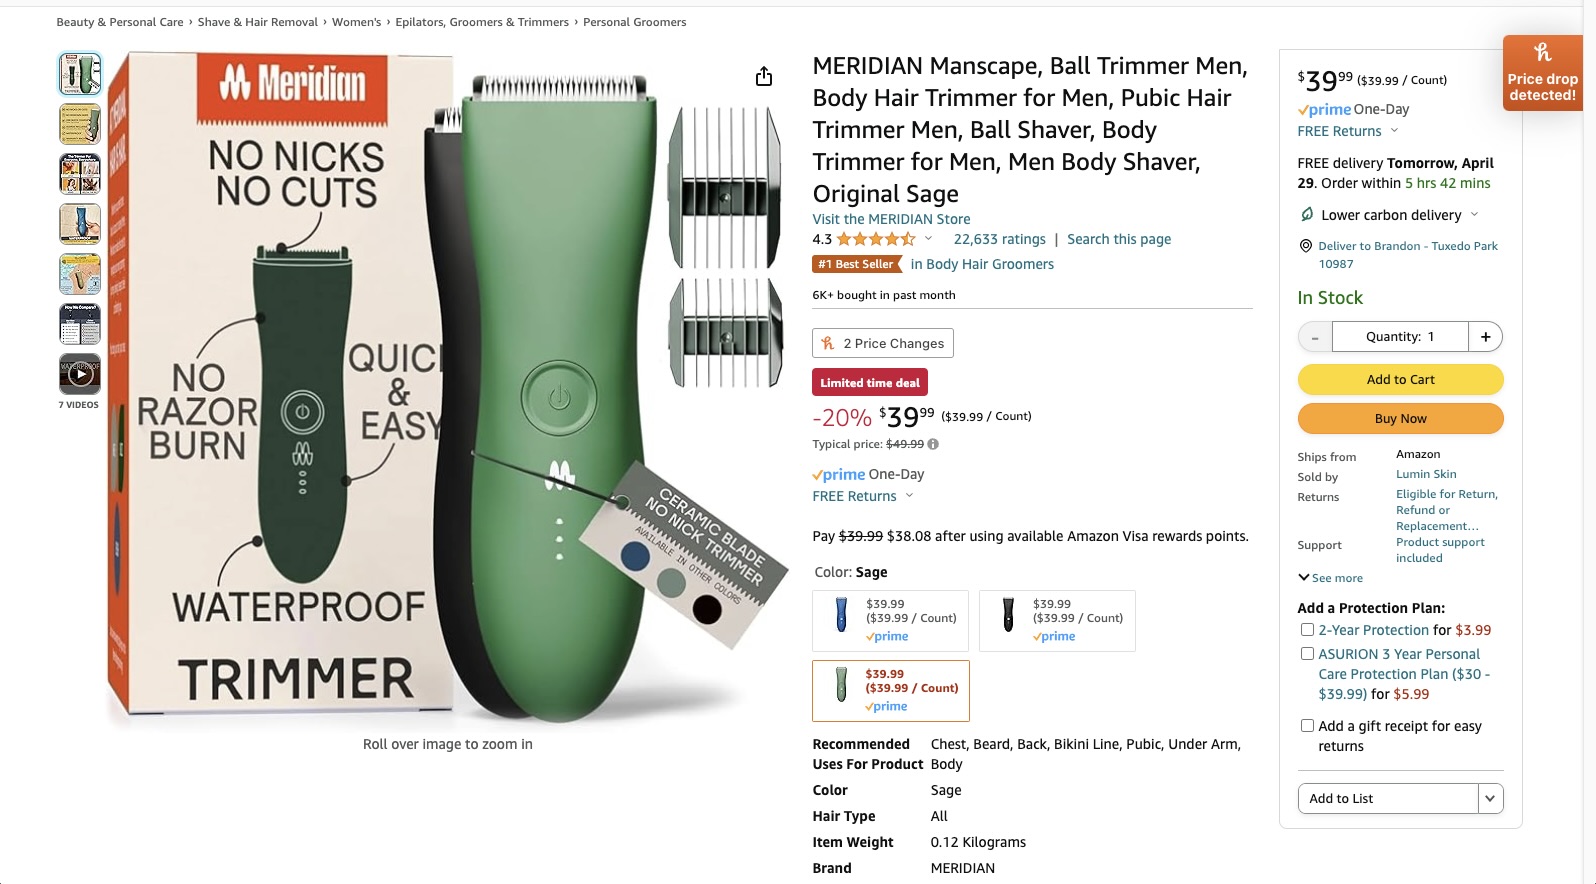 Beauty & Personal Care › Shave & Hair Removal › Women's › Epilators, Groomers & Trimmers › Personal Groomers
Meridian
NO NICKS
NO CUTS
NO
RAZOR
BURN
QUICK
&
EASY
WATERPROOF
TRIMMER
CERAMIC BLADE
NO NICK TRIMMER
AVAILABLE IN OTHER COLORS
7 VIDEOS
Roll over image to zoom in
MERIDIAN Manscape, Ball Trimmer Men,
Body Hair Trimmer for Men, Pubic Hair
Trimmer Men, Ball Shaver, Body
Trimmer for Men, Men Body Shaver,
Original Sage
Visit the MERIDIAN Store
4.3 22,633 ratings | Search this page
#1 Best Seller in Body Hair Groomers
6K+ bought in past month
2 Price Changes
Limited time deal
-20% $39.99 ($39.99 / Count)
Typical price: $49.99
prime One-Day
FREE Returns
Pay $39.99 $38.08 after using available Amazon Visa rewards points.
Color: Sage
$39.99
($39.99 / Count)
prime
$39.99
($39.99 / Count)
prime
$39.99
($39.99 / Count)
prime
Recommended Uses For Product Chest, Beard, Back, Bikini Line, Pubic, Under Arm, Body
Color Sage
Hair Type All
Item Weight 0.12 Kilograms
Brand MERIDIAN
$39.99 ($39.99 / Count)
prime One-Day
FREE Returns
FREE delivery Tomorrow, April
29. Order within 5 hrs 42 mins
Lower carbon delivery
Deliver to Brandon - Tuxedo Park
10987
In Stock
- Quantity: 1 +
Add to Cart
Buy Now
Ships from Amazon
Sold by Lumin Skin
Returns Eligible for Return,
Refund or
Replacement...
Support Product support
included
See more
Add a Protection Plan:
2-Year Protection for $3.99
ASURION 3 Year Personal
Care Protection Plan ($30 -
$39.99) for $5.99
Add a gift receipt for easy
returns
Add to List
Price drop
detected!